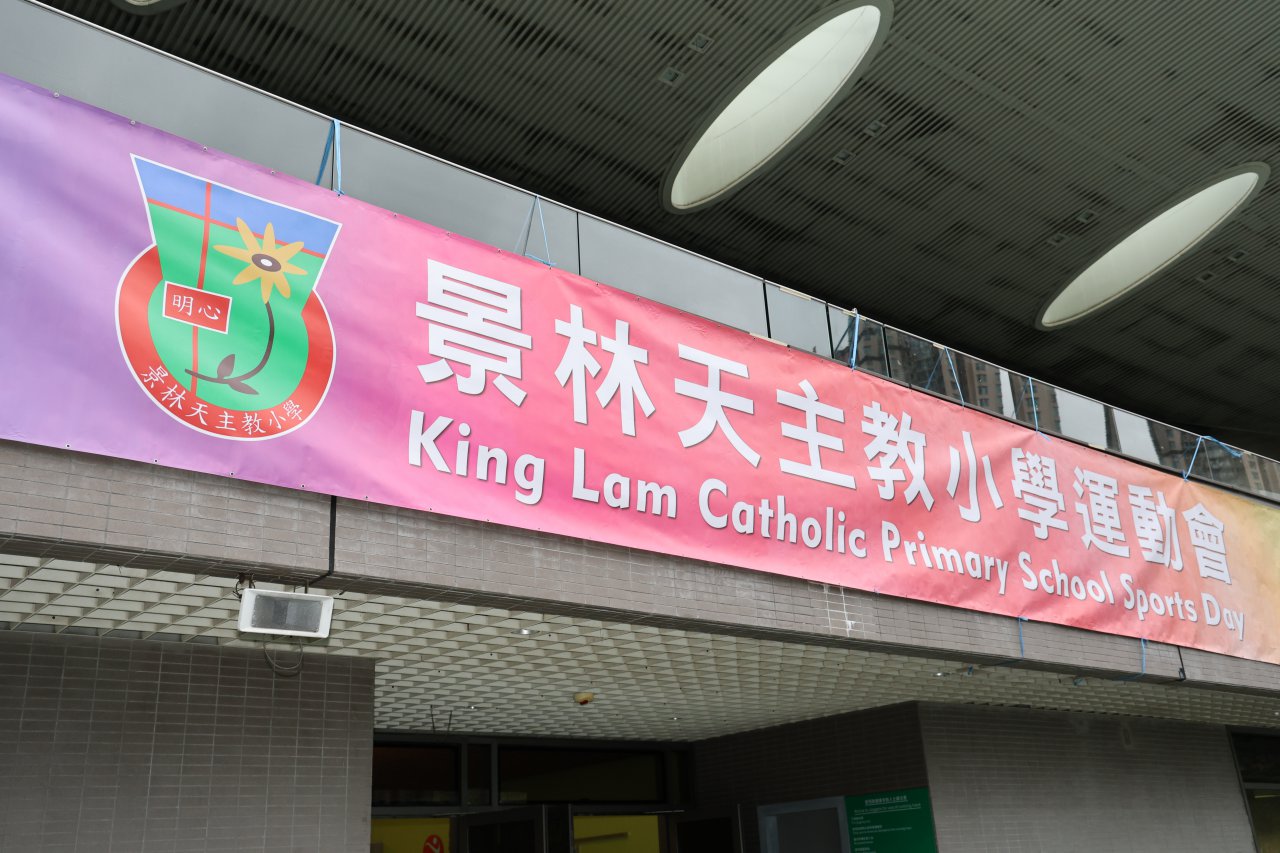 明心
景林天主教小學
景林天主教小學運動會
King Lam Catholic Primary School Sports Day